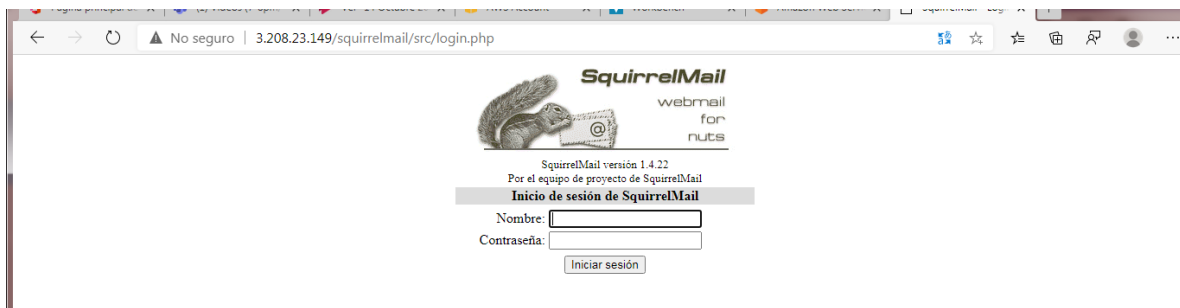 No seguro | 3.208.23.149/squirrelmail/src/login.php
SquirrelMail
webmail
for
nuts
@
SquirrelMail versión 1.4.22
Por el equipo de proyecto de SquirrelMail
Inicio de sesión de SquirrelMail
Nombre:
Contraseña:
Iniciar sesión